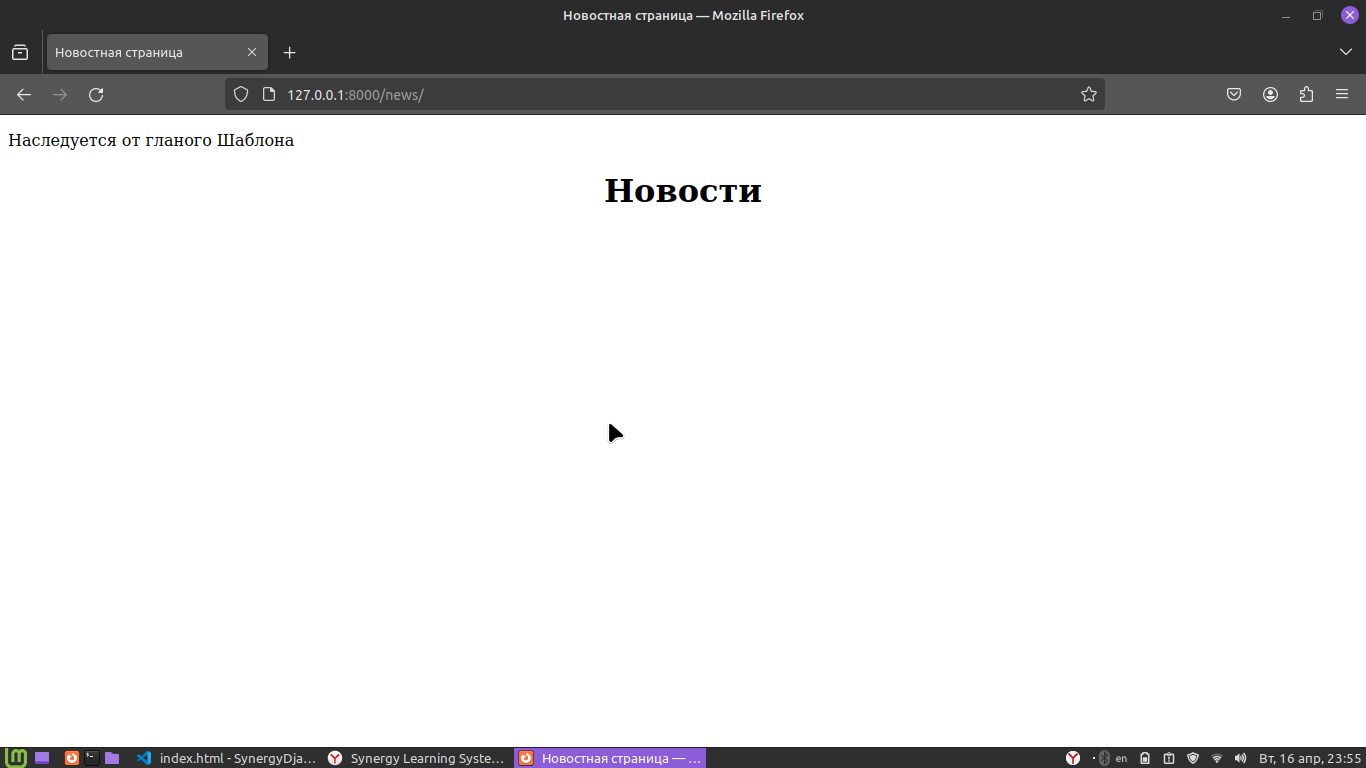 Новостная страница — Mozilla Firefox
Новостная страница
127.0.0.1:8000/news/
Наследуется от гланого Шаблона
Новости
index.html - SynergyDja...
Synergy Learning Syste...
Новостная страница — ...
en
Вт, 16 апр, 23:55